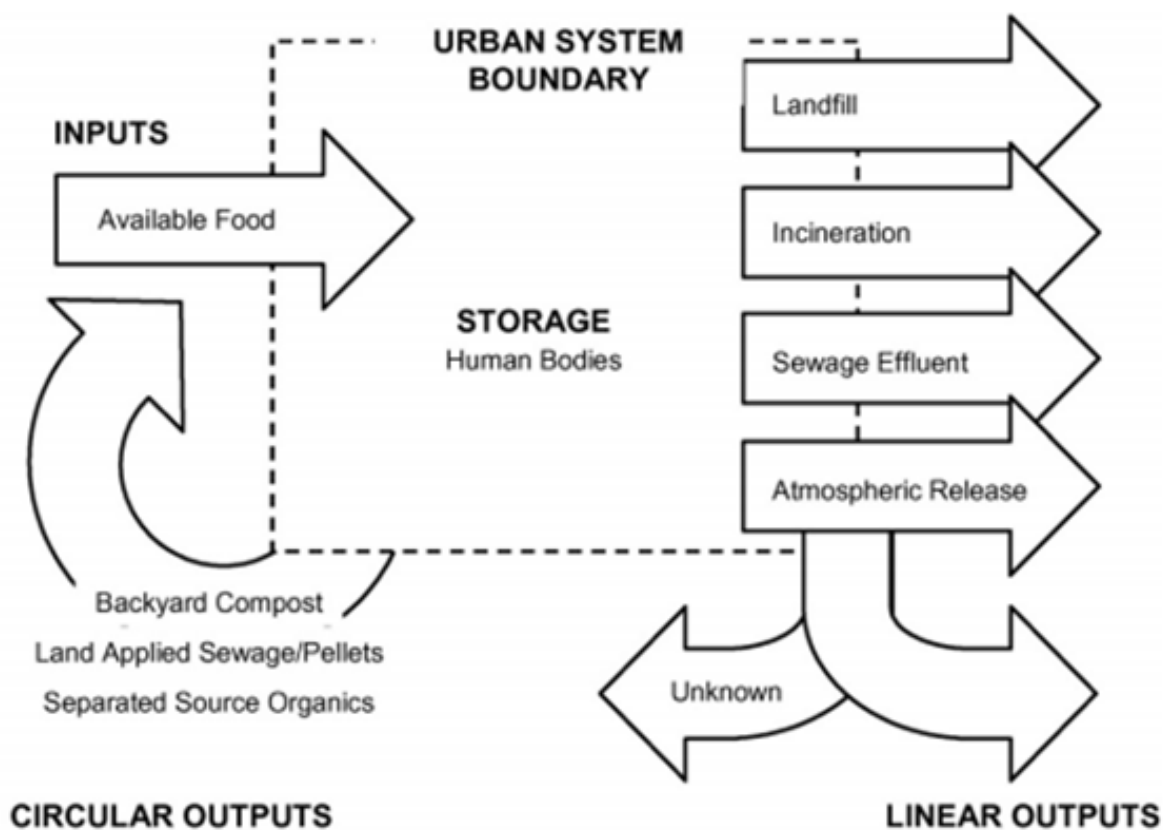 URBAN SYSTEM
BOUNDARY
INPUTS
Available Food
STORAGE
Human Bodies
Landfill
Incineration
Sewage Effluent
Atmospheric Release
Backyard Compost
Land Applied Sewage/Pellets
Separated Source Organics
Unknown
CIRCULAR OUTPUTS
LINEAR OUTPUTS